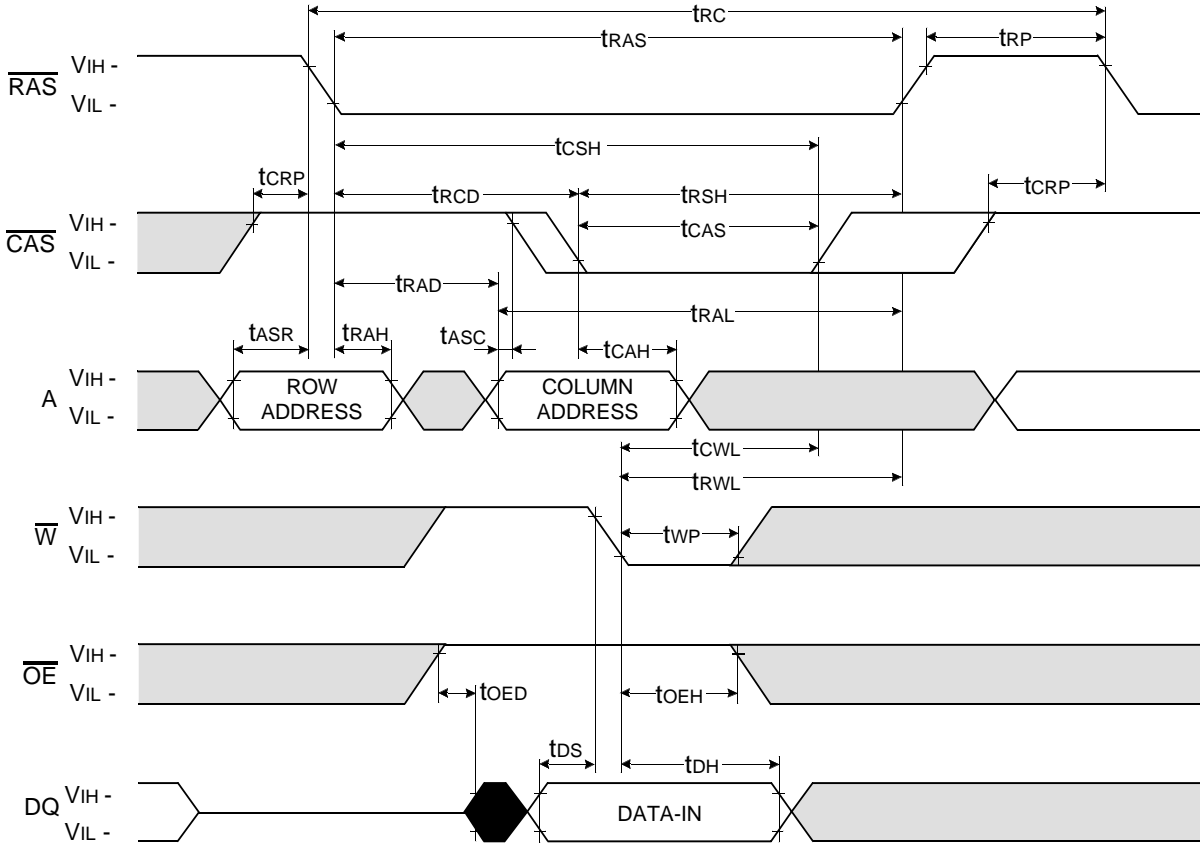 tRC
tRAS
tRP
RAS
VIH -
VIL -
tCSH
tCRP
tRCD
tRSH
tCRP
CAS
VIH -
VIL -
tCAS
tRAD
tRAL
tASR
tRAH
tASC
tCAH
A
VIH -
VIL -
ROW
ADDRESS
COLUMN
ADDRESS
tCWL
tRWL
W
VIH -
VIL -
tWP
OE
VIH -
VIL -
tOED
tOEH
tDS
tDH
DQ
VIH -
VIL -
DATA-IN